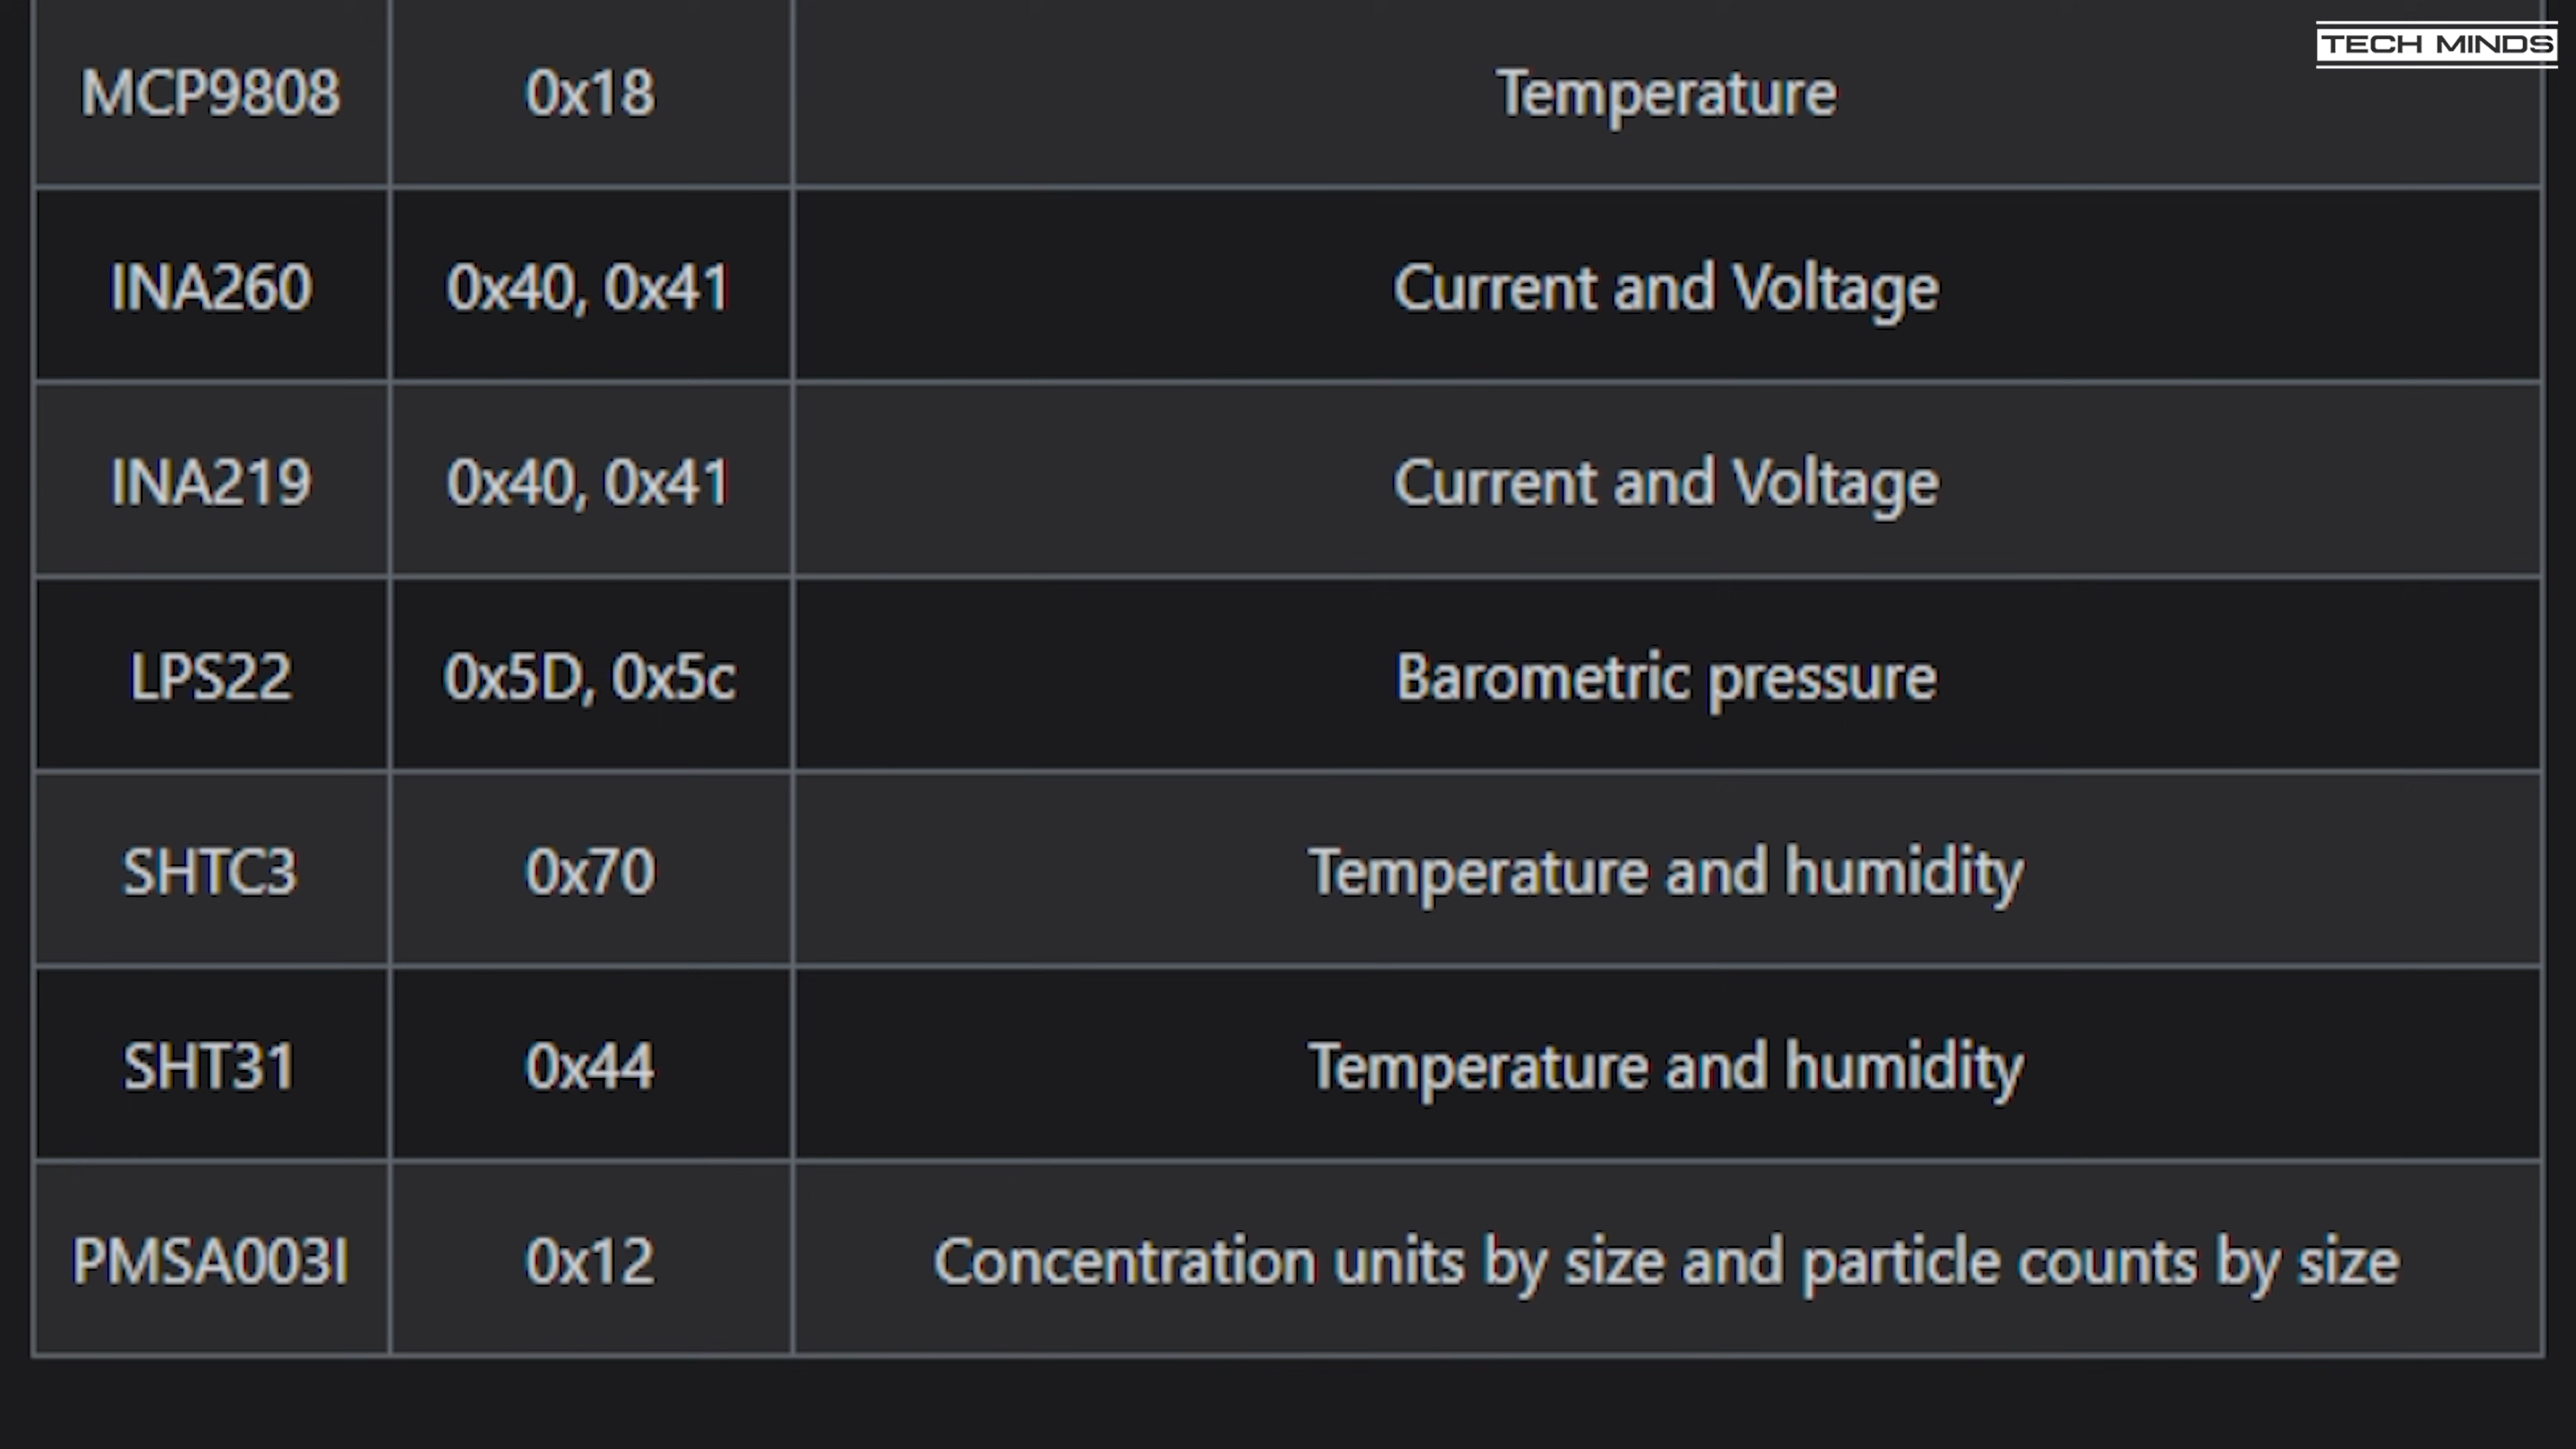 TECH MINDS
MCP9808 0x18 Temperature
INA260 0x40, 0x41 Current and Voltage
INA219 0x40, 0x41 Current and Voltage
LPS22 0x5D, 0x5c Barometric pressure
SHTC3 0x70 Temperature and humidity
SHT31 0x44 Temperature and humidity
PMSA003I 0x12 Concentration units by size and particle counts by size